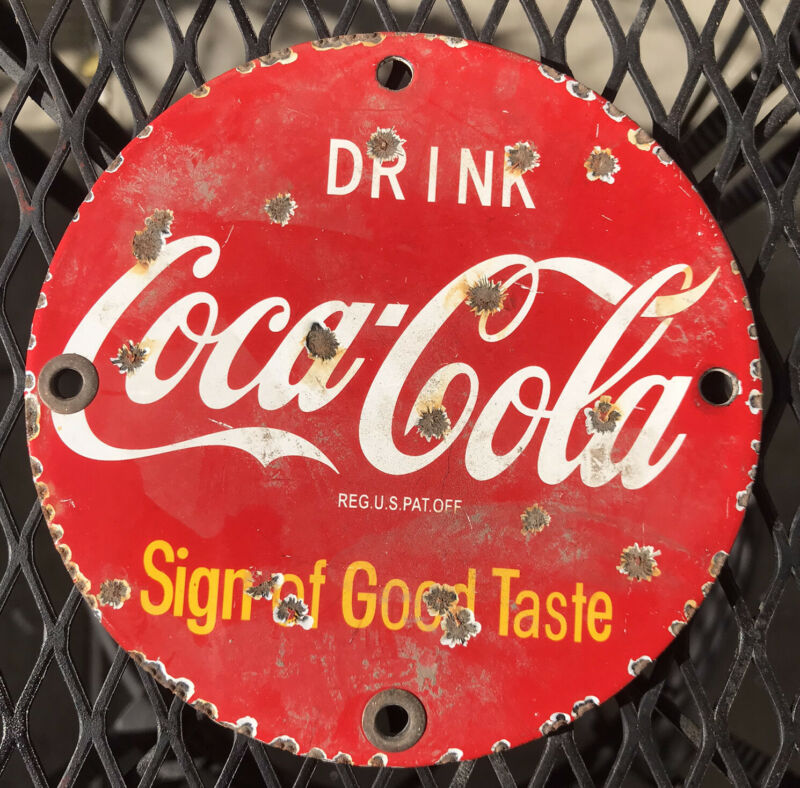 DRINK
Coca-Cola
REG.U.S.PAT.OFF
Sign of Good Taste